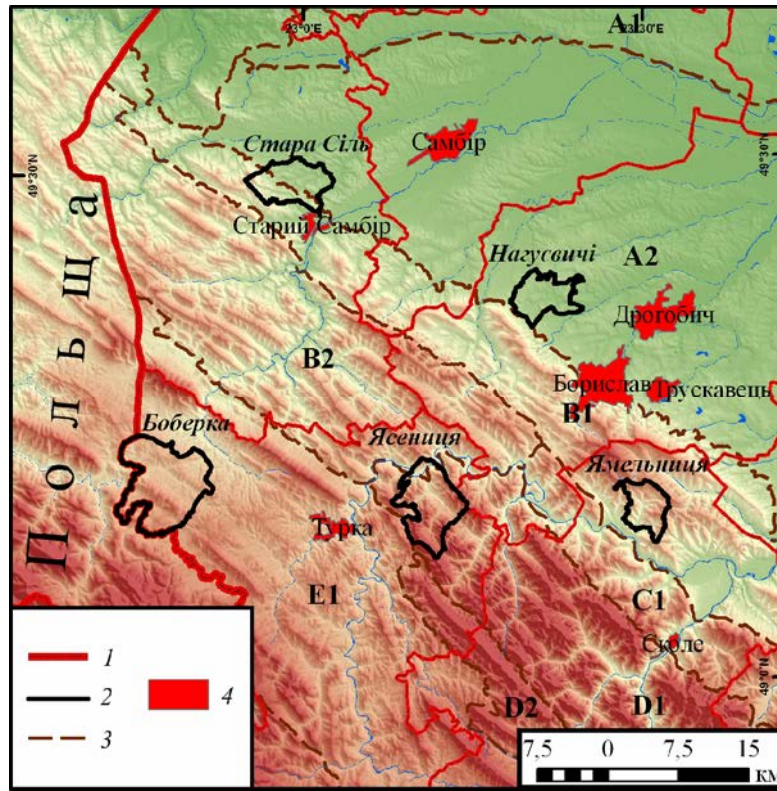 A1
23°0'E
23°30'E
Самбір
Стара Сіль
49°30'N
49°30'N
Старий Самбір
Нагуєвичі
A2
Дрогобич
Польща
B2
Борислав
Трускавець
B1
Боберка
Ясениця
Ямельниця
Турка
E1
C1
Сколе
49°0'N
D2
D1
1
2
3
4
7,5 0 7,5 15
км